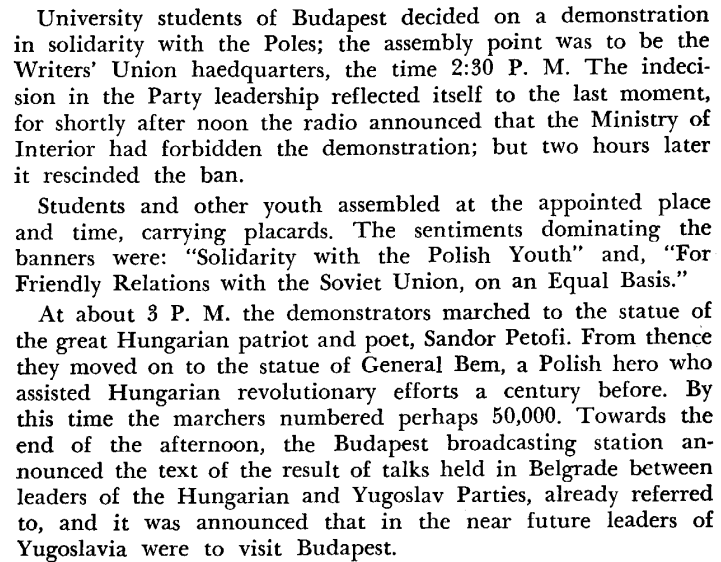 University students of Budapest decided on a demonstration
in solidarity with the Poles; the assembly point was to be the
Writers' Union haedquarters, the time 2:30 P. M. The indeci-
sion in the Party leadership reflected itself to the last moment,
for shortly after noon the radio announced that the Ministry of
Interior had forbidden the demonstration; but two hours later
it rescinded the ban.
Students and other youth assembled at the appointed place
and time, carrying placards. The sentiments dominating the
banners were: “Solidarity with the Polish Youth” and, “For
Friendly Relations with the Soviet Union, on an Equal Basis.”
At about 3 P. M. the demonstrators marched to the statue of
the great Hungarian patriot and poet, Sandor Petofi. From thence
they moved on to the statue of General Bem, a Polish hero who
assisted Hungarian revolutionary efforts a century before. By
this time the marchers numbered perhaps 50,000. Towards the
end of the afternoon, the Budapest broadcasting station an-
nounced the text of the result of talks held in Belgrade between
leaders of the Hungarian and Yugoslav Parties, already referred
to, and it was announced that in the near future leaders of
Yugoslavia were to visit Budapest.